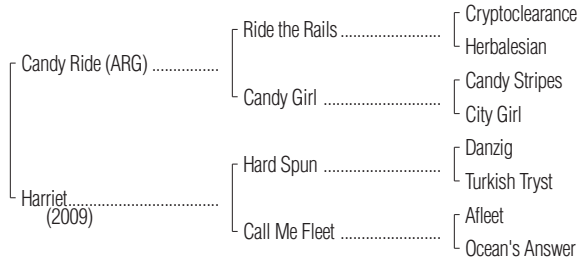 Cryptoclearance
Ride the Rails ....................
Herbalesian
Candy Ride (ARG) ................
Candy Stripes
Candy Girl ........................
City Girl
Danzig
Hard Spun ........................
Turkish Tryst
Harriet....................................
(2009)
Afleet
Call Me Fleet ....................
Ocean's Answer